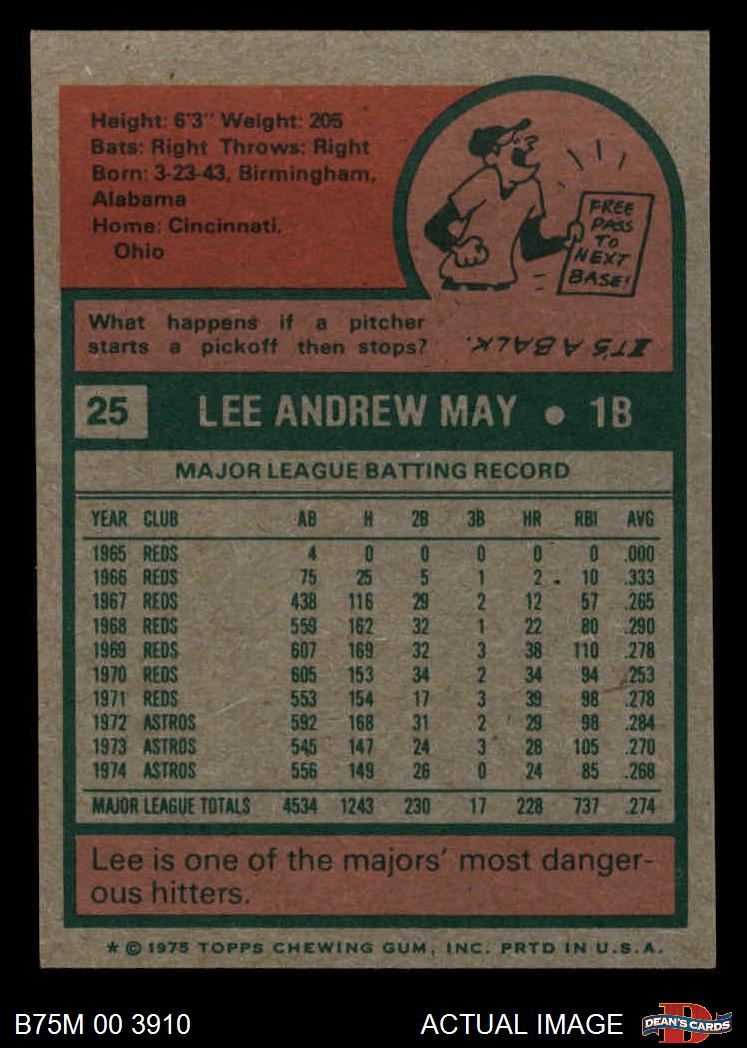 Height: 6'3" Weight: 205
Bats: Right Throws: Right
Born: 3-23-43, Birmingham,
Alabama
Home: Cincinnati,
Ohio
FREE
PASS
TO
NEXT
BASE!
What happens if a pitcher
starts a pickoff then stops?
IT'S A BALK.
25 LEE ANDREW MAY • 1B
MAJOR LEAGUE BATTING RECORD
YEAR CLUB AB H 2B 3B HR RBI AVG
1965 REDS 4 0 0 0 0 0 .000
1966 REDS 75 25 5 1 2 10 .333
1967 REDS 438 116 29 2 12 57 .265
1968 REDS 559 162 32 1 22 80 .290
1969 REDS 607 169 32 3 38 110 .278
1970 REDS 605 153 34 2 34 94 .253
1971 REDS 553 154 17 3 39 98 .278
1972 ASTROS 592 168 31 2 29 98 .284
1973 ASTROS 545 147 24 3 28 105 .270
1974 ASTROS 556 149 26 0 24 85 .268
MAJOR LEAGUE TOTALS 4534 1243 230 17 228 737 .274
Lee is one of the majors' most danger-
ous hitters.
* © 1975 TOPPS CHEWING GUM, INC. PRTD IN U.S.A.
B75M 00 3910 ACTUAL IMAGE DEAN'S CARDS